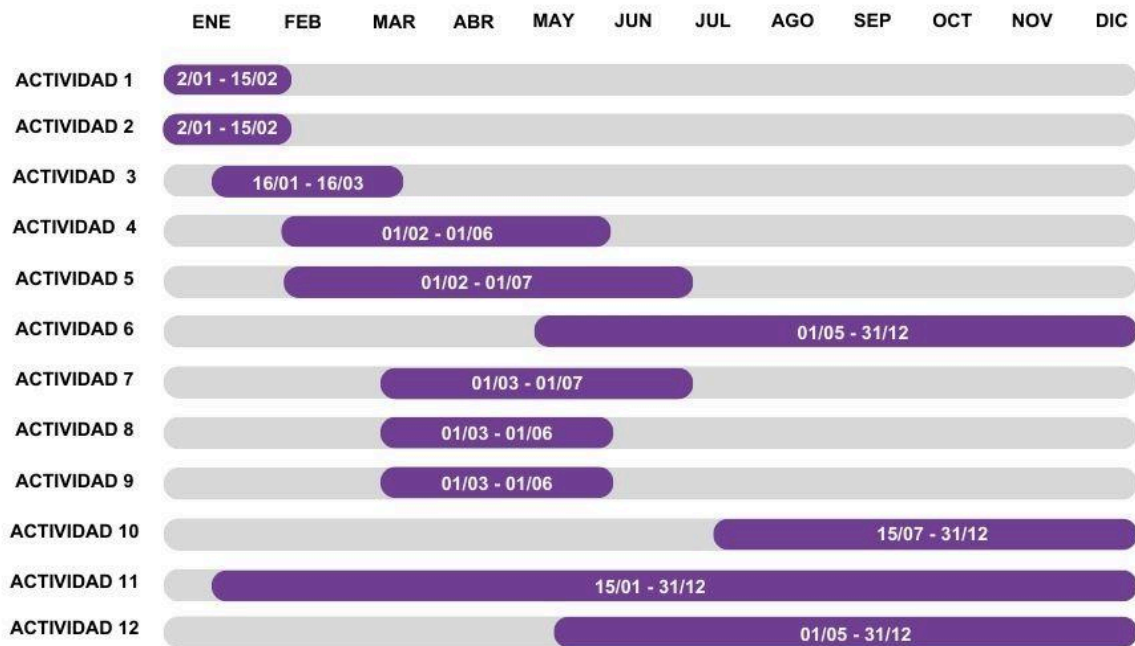 ENE FEB MAR ABR MAY JUN JUL AGO SEP OCT NOV DIC
ACTIVIDAD 1 2/01 - 15/02
ACTIVIDAD 2 2/01 - 15/02
ACTIVIDAD 3 16/01 - 16/03
ACTIVIDAD 4 01/02 - 01/06
ACTIVIDAD 5 01/02 - 01/07
ACTIVIDAD 6 01/05 - 31/12
ACTIVIDAD 7 01/03 - 01/07
ACTIVIDAD 8 01/03 - 01/06
ACTIVIDAD 9 01/03 - 01/06
ACTIVIDAD 10 15/07 - 31/12
ACTIVIDAD 11 15/01 - 31/12
ACTIVIDAD 12 01/05 - 31/12